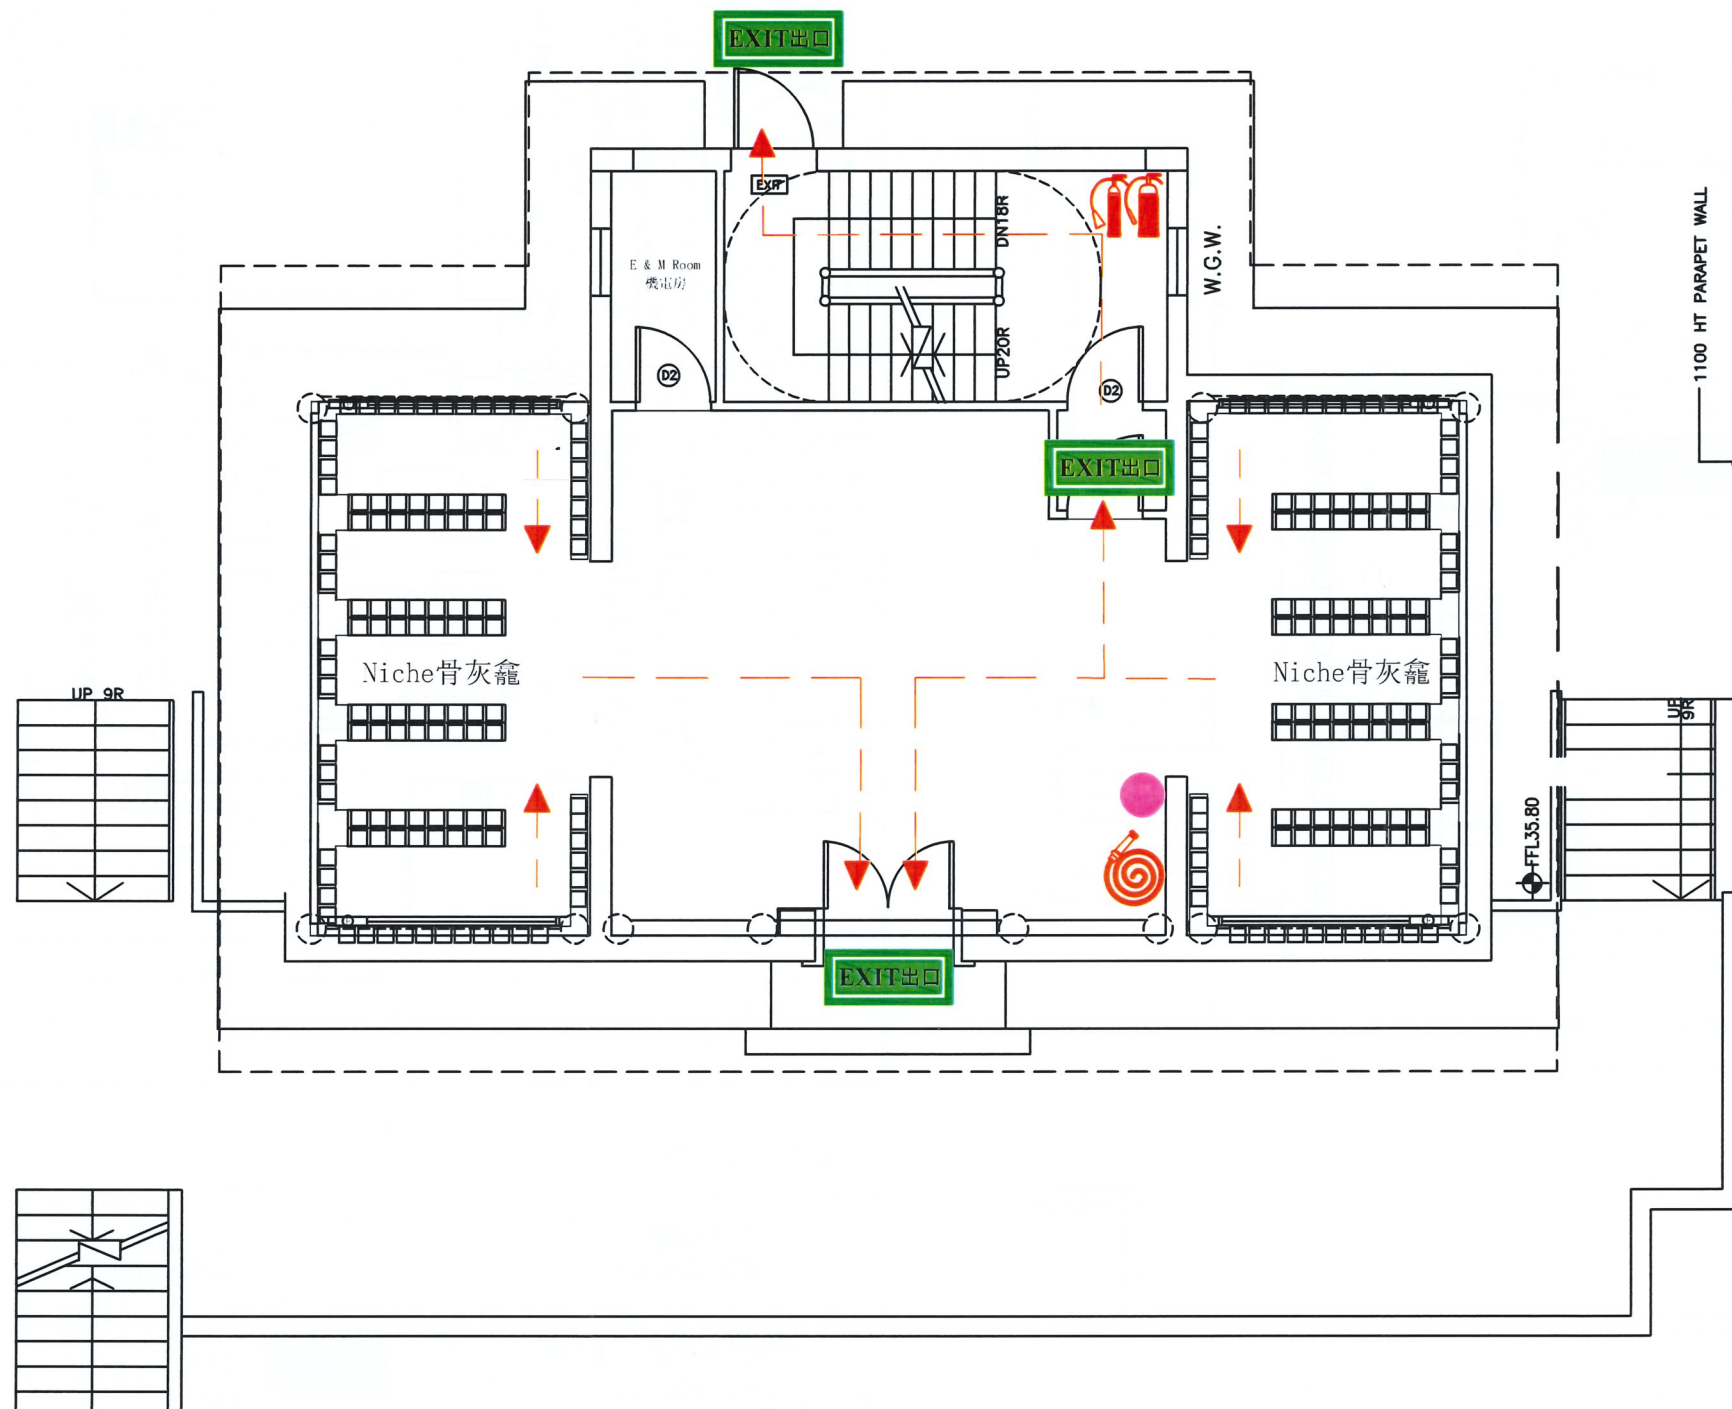 EXIT出口
EXIT
DN18R
E & M Room
機電房
W.G.W.
1100 HT PARAPET WALL
UP20R
D2
D2
EXIT出口
Niche骨灰龕
Niche骨灰龕
UP 9R
UP
9R
FFL35.80
EXIT出口